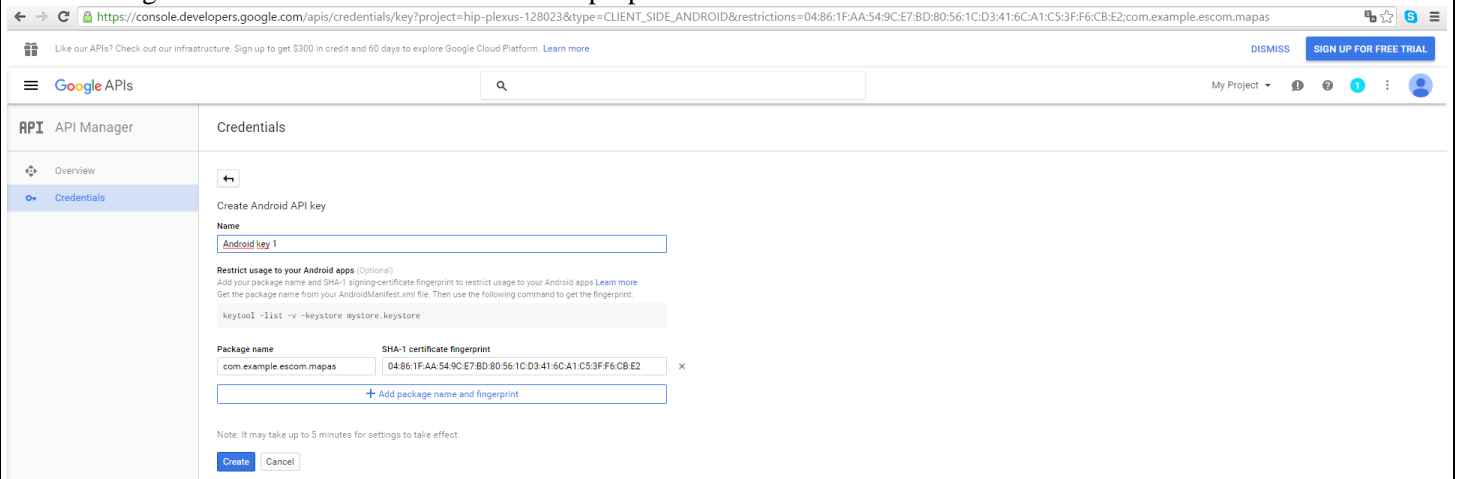 https://console.developers.google.com/apis/credentials/key?project=hip-plexus-128023&type=CLIENT_SIDE_ANDROID&restrictions=04:86:1F:AA:54:9C:E7:BD:80:56:1C:D3:41:6C:A1:C5:3F:F6:CB:E2;com.example.escom.mapas
Like our APIs? Check out our infrastructure. Sign up to get $300 in credit and 60 days to explore Google Cloud Platform. Learn more DISMISS SIGN UP FOR FREE TRIAL
Google APIs My Project 1
API API Manager Credentials
Overview
Credentials
Create Android API key
Name
Android key 1
Restrict usage to your Android apps (Optional)
Add your package name and SHA-1 signing-certificate fingerprint to restrict usage to your Android apps Learn more
Get the package name from your AndroidManifest.xml file. Then use the following command to get the fingerprint:
keytool -list -v -keystore mystore.keystore
Package name SHA-1 certificate fingerprint
com.example.escom.mapas 04:86:1F:AA:54:9C:E7:BD:80:56:1C:D3:41:6C:A1:C5:3F:F6:CB:E2
+ Add package name and fingerprint
Note: It may take up to 5 minutes for settings to take effect
Create Cancel